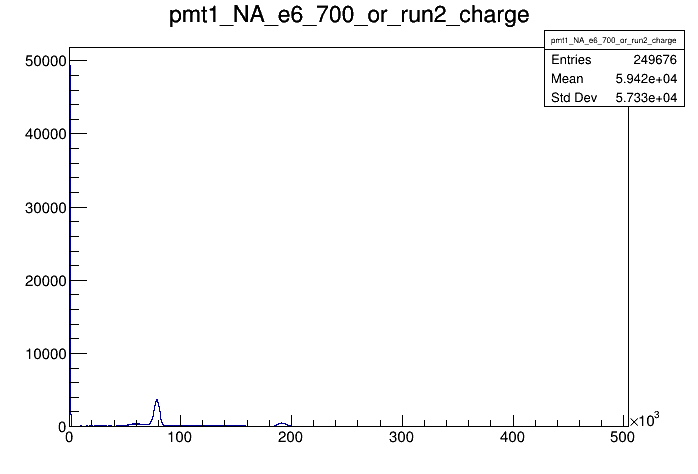 pmt1_NA_e6_700_or_run2_charge
pmt1_NA_e6_700_or_run2_charge
Entries 249676
Mean 5.942e+04
Std Dev 5.733e+04
50000
40000
30000
20000
10000
0
0 100 200 300 400 500
×10³